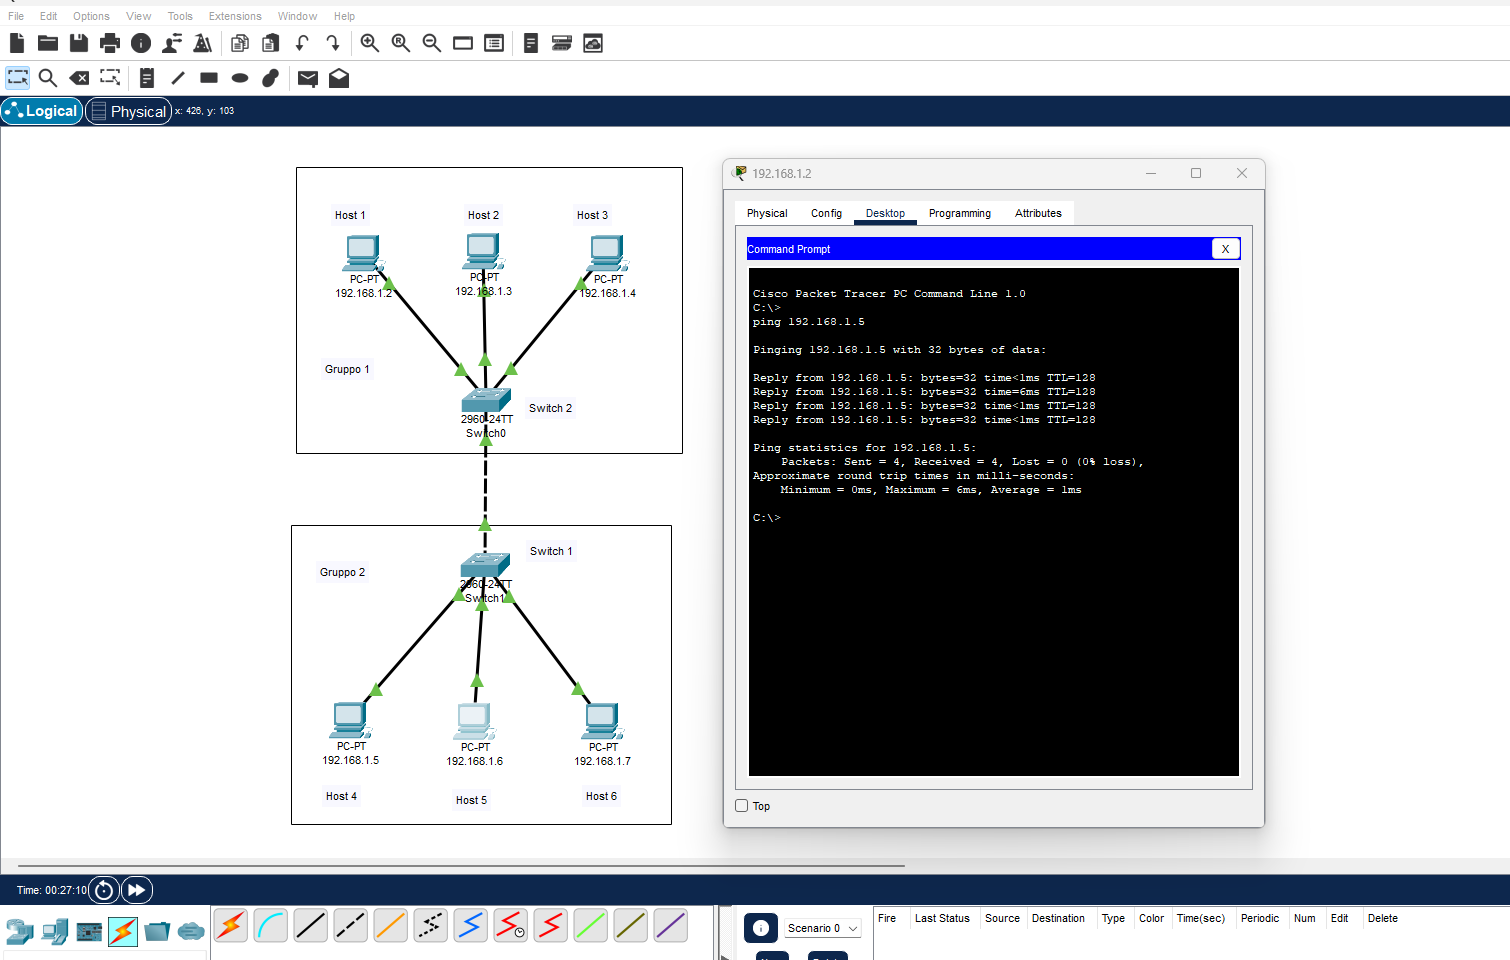 File Edit Options View Tools Extensions Window Help
Logical Physical x: 426, y: 103
Host 1 Host 2 Host 3
PC-PT PC-PT PC-PT
192.168.1.2 192.168.1.3 192.168.1.4
Gruppo 1
Switch 2
2960-24TT
Switch0
Switch 1
Gruppo 2
2960-24TT
Switch1
PC-PT PC-PT PC-PT
192.168.1.5 192.168.1.6 192.168.1.7
Host 4 Host 5 Host 6
192.168.1.2
Physical Config Desktop Programming Attributes
Command Prompt X
Cisco Packet Tracer PC Command Line 1.0
C:\>
ping 192.168.1.5
Pinging 192.168.1.5 with 32 bytes of data:
Reply from 192.168.1.5: bytes=32 time<1ms TTL=128
Reply from 192.168.1.5: bytes=32 time=6ms TTL=128
Reply from 192.168.1.5: bytes=32 time<1ms TTL=128
Reply from 192.168.1.5: bytes=32 time<1ms TTL=128
Ping statistics for 192.168.1.5:
Packets: Sent = 4, Received = 4, Lost = 0 (0% loss),
Approximate round trip times in milli-seconds:
Minimum = 0ms, Maximum = 6ms, Average = 1ms
C:\>
Top
Time: 00:27:10
Scenario 0
Fire Last Status Source Destination Type Color Time(sec) Periodic Num Edit Delete